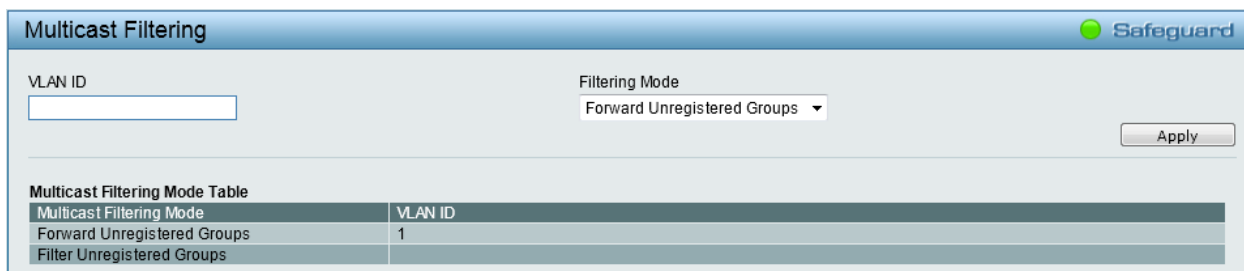 Multicast Filtering
Safeguard
VLAN ID
Filtering Mode
Forward Unregistered Groups
Apply
Multicast Filtering Mode Table
Multicast Filtering Mode VLAN ID
Forward Unregistered Groups 1
Filter Unregistered Groups